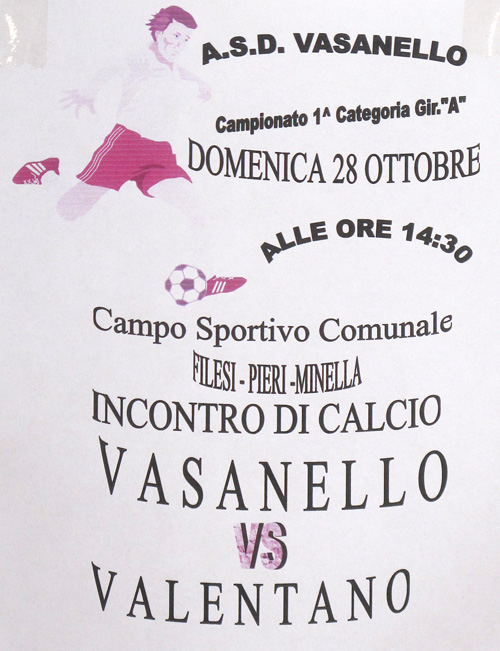 A.S.D. VASANELLO
Campionato 1^ Categoria Gir."A"
DOMENICA 28 OTTOBRE
ALLE ORE 14:30
Campo Sportivo Comunale
FILESI - PIERI -MINELLA
INCONTRO DI CALCIO
VASANELLO
VS
VALENTANO